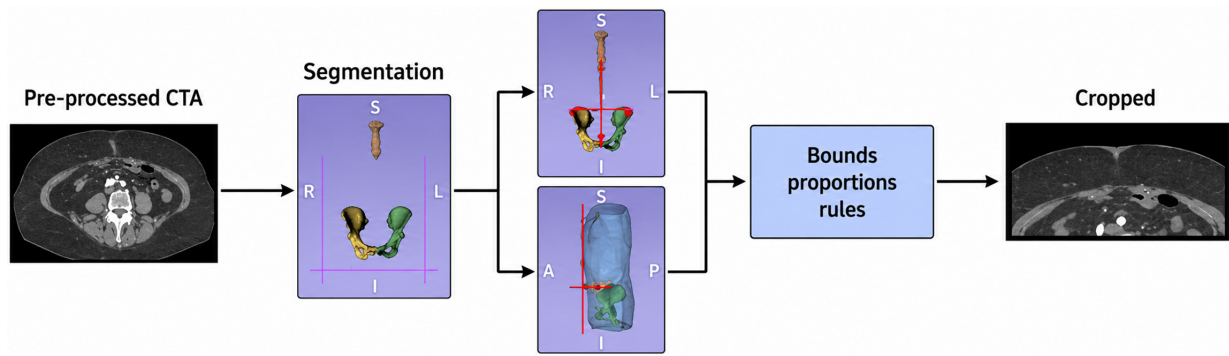 Pre-processed CTA
Segmentation
S
R
L
I
S
R
L
I
S
A
P
I
Bounds
proportions
rules
Cropped